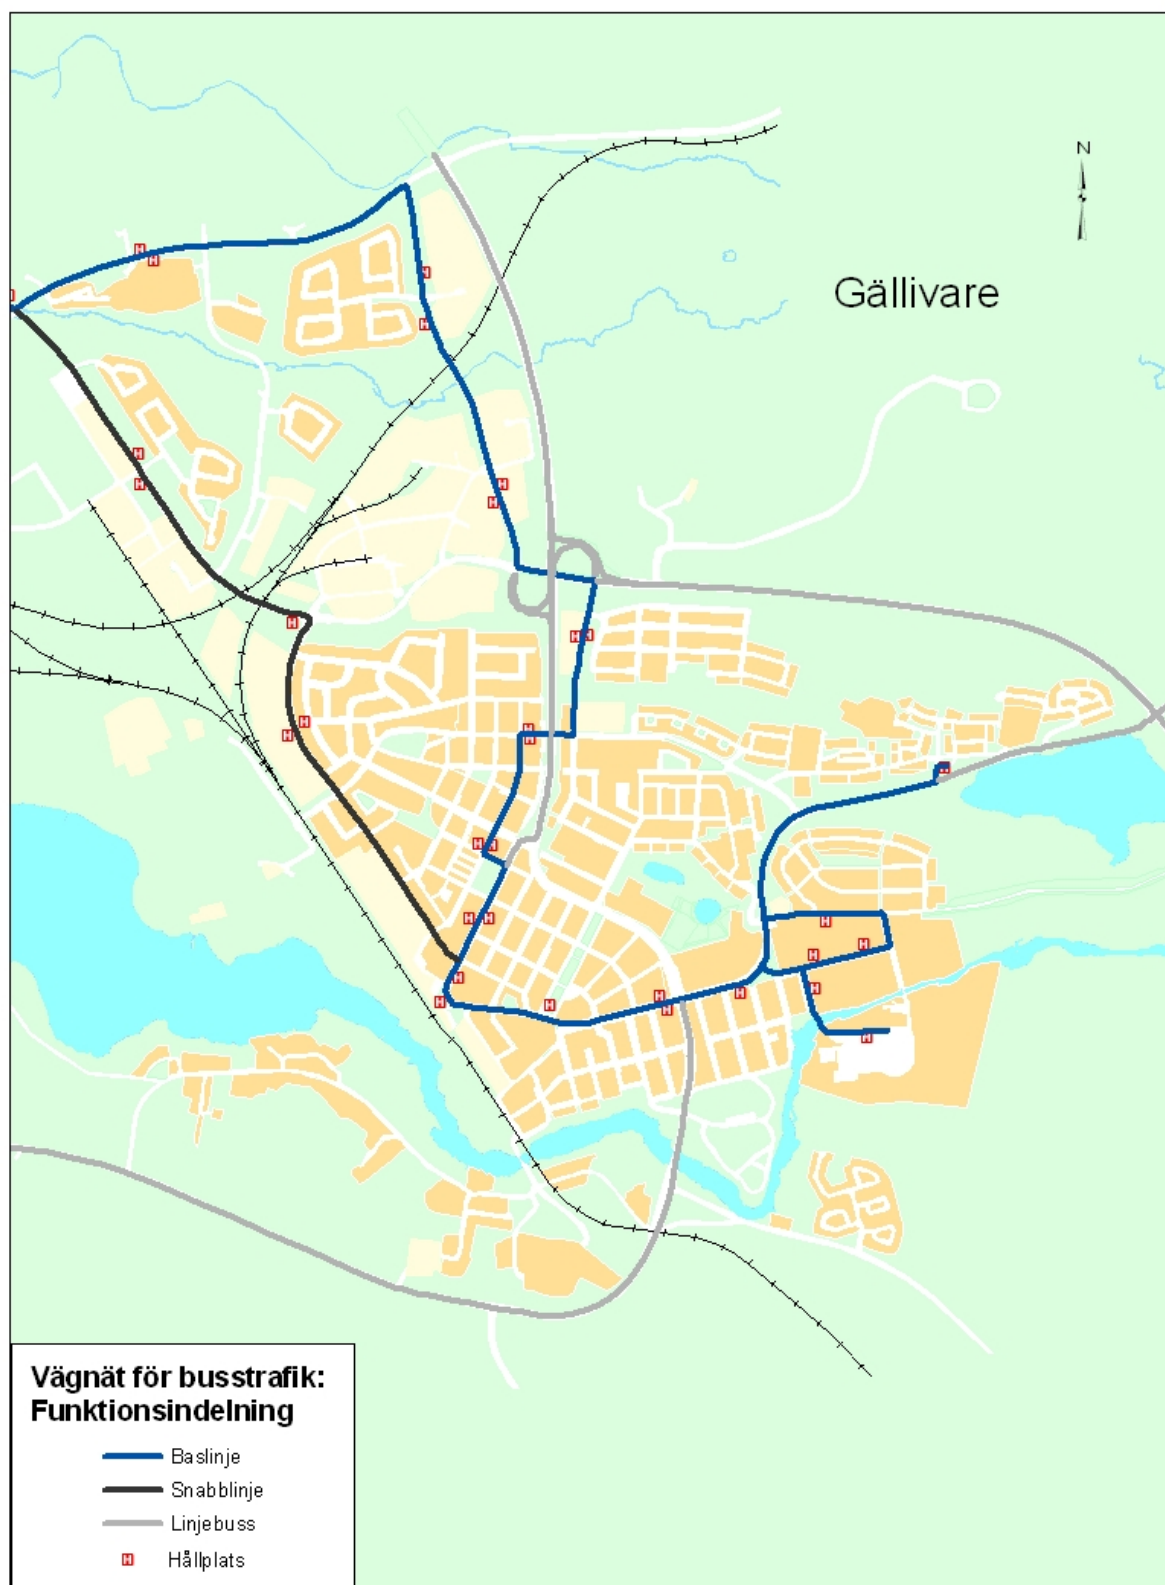 N
Gällivare
Vägnät för busstrafik:
Funktionsindelning
Baslinje
Snabblinje
Linjebuss
H Hållplats